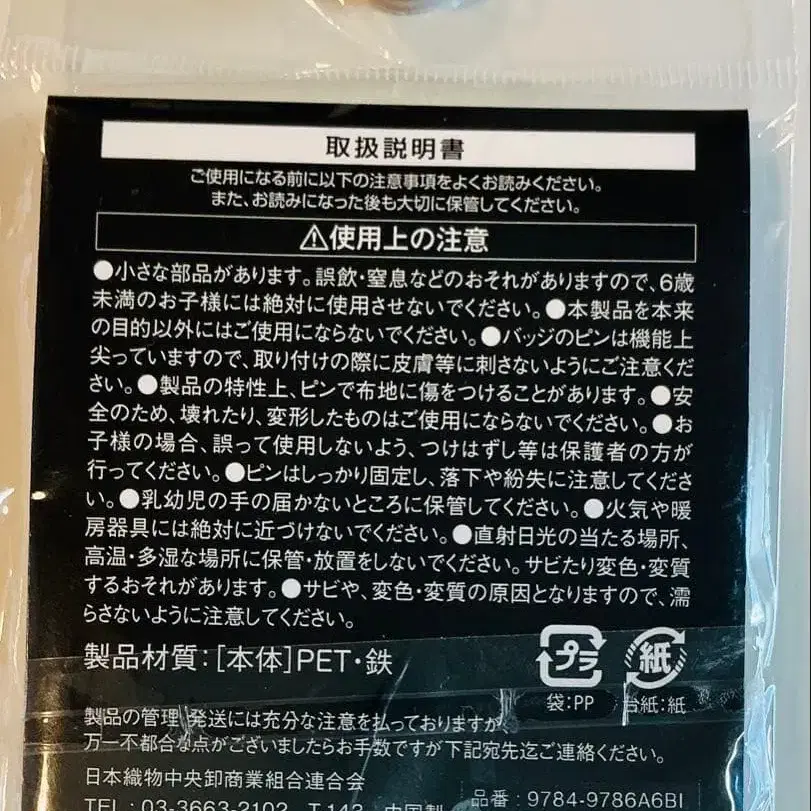 取扱説明書
ご使用になる前に以下の注意事項をよくお読みください。
また、お読みになった後も大切に保管してください。
⚠使用上の注意
●小さな部品があります。誤飲・窒息などのおそれがありますので、6歳
未満のお子様には絶対に使用させないでください。●本製品を本来
の目的以外にはご使用にならないでください。●バッジのピンは機能上
尖っていますので、取り付けの際に皮膚等に刺さないようにご注意くだ
さい。●製品の特性上、ピンで布地に傷をつけることがあります。●安
全のため、壊れたり、変形したものはご使用にならないでください。●お
子様の場合、誤って使用しないよう、つけはずし等は保護者の方が
行ってください。●ピンはしっかり固定し、落下や紛失に注意してくださ
い。●乳幼児の手の届かないところに保管してください。●火気や暖
房器具には絶対に近づけないでください。●直射日光の当たる場所、
高温・多湿な場所に保管・放置をしないでください。サビたり変色・変質
するおそれがあります。●サビや、変色・変質の原因となりますので、濡
らさないように注意してください。
製品材質：［本体］PET・鉄
プラ
紙
袋：PP
台紙：紙
製品の管理 発送には充分な注意を払っておりますが
万一不都合な点がございましたらお手数ですが下記宛先迄ご連絡ください。
日本織物中央卸商業組合連合会
TEL：03-3663-2102 T-142 中国製
品番：9784-9786A6BI